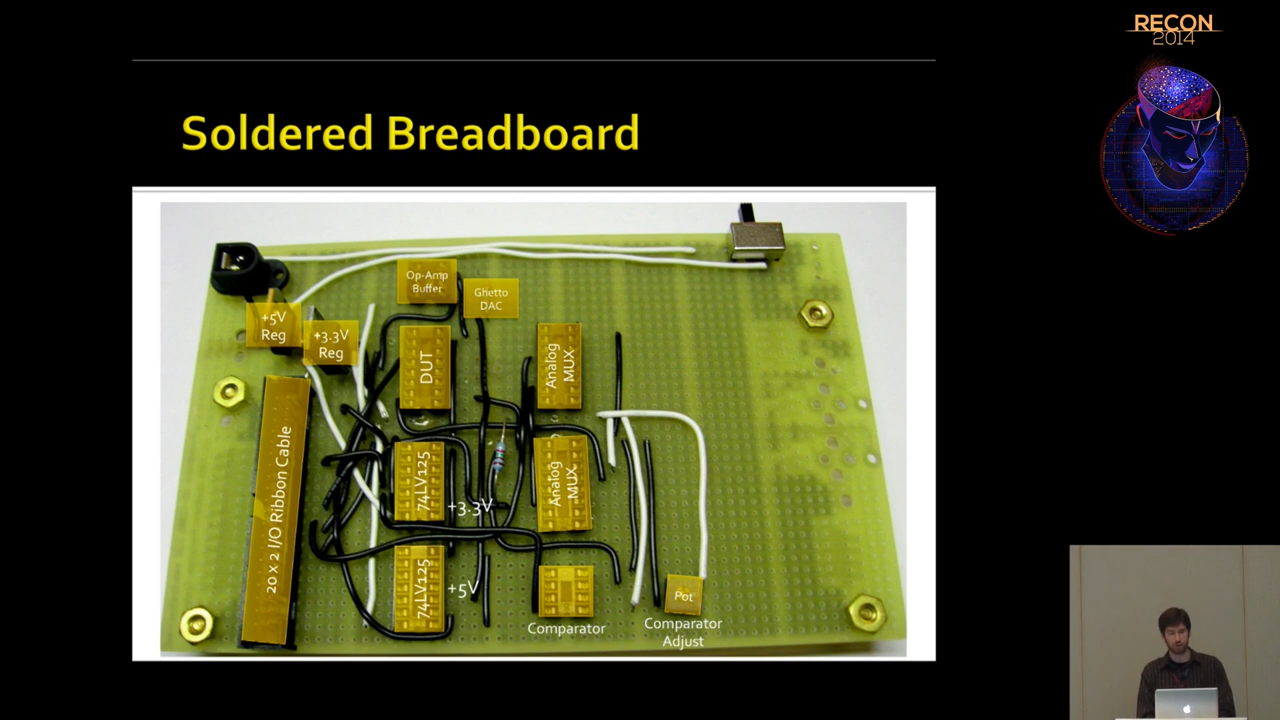 RECON
2014
Soldered Breadboard
Op-Amp
Buffer
Ghetto
DAC
+5V
Reg
+3.3V
Reg
DUT
Analog
MUX
20 x 2 I/O Ribbon Cable
74LV125
+3.3V
Analog
MUX
74LV125
+5V
Comparator
Pot
Comparator
Adjust